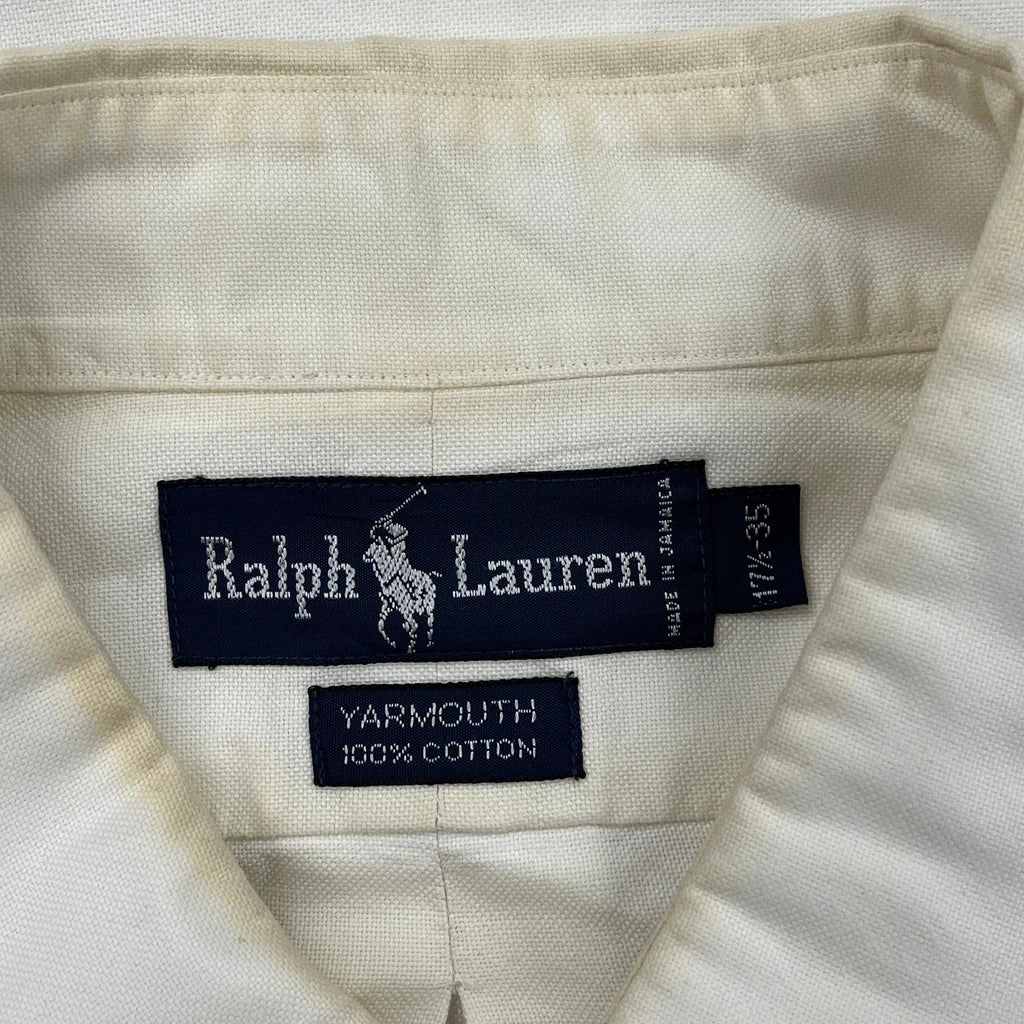 Ralph Lauren
MADE IN JAMAICA
17½-35
YARMOUTH
100% COTTON